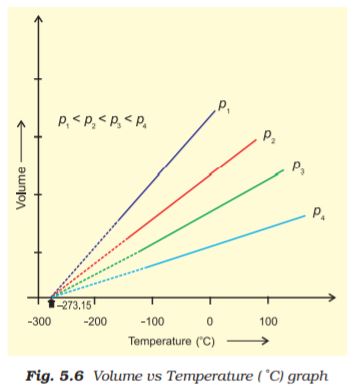 p₁
p₁ < p₂ < p₃ < p₄
p₂
p₃
p₄
Volume
–273.15
–300 –200 –100 0 100
Temperature (°C)
Fig. 5.6 Volume vs Temperature (°C) graph